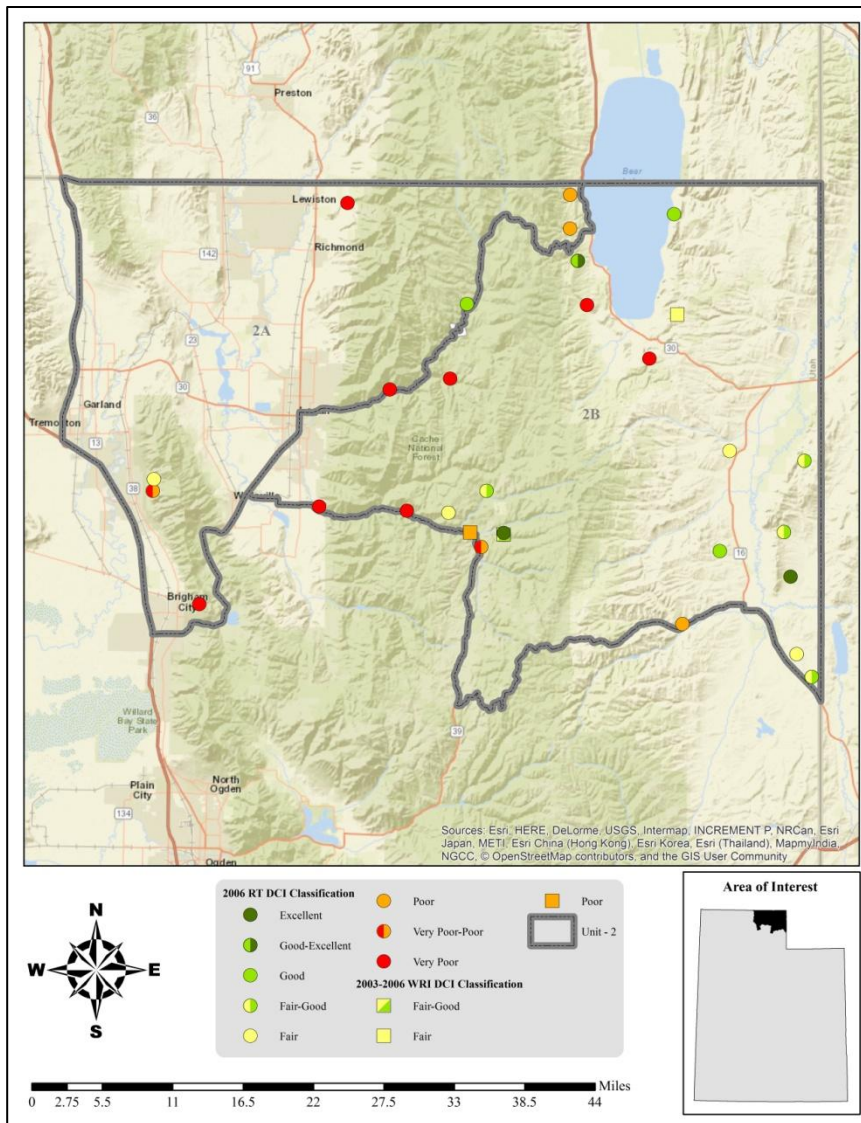 91
Preston
36
Bear
Lewiston
Richmond
142
2A
23
30
30
Utah
Garland
Tremonton
2B
13
Cache
National
Forest
38
16
Brigham
City
Willard
Bay State
Park
39
North
Ogden
Plain
City
134
Ogden
Sources: Esri, HERE, DeLorme, USGS, Intermap, INCREMENT P, NRCan, Esri
Japan, METI, Esri China (Hong Kong), Esri Korea, Esri (Thailand), MapmyIndia,
NGCC, © OpenStreetMap contributors, and the GIS User Community
N
W
E
S
2006 RT DCI Classification
Excellent
Good-Excellent
Good
Fair-Good
Fair
Poor
Very Poor-Poor
Very Poor
2003-2006 WRI DCI Classification
Fair-Good
Fair
Poor
Unit - 2
Area of Interest
Miles
0 2.75 5.5 11 16.5 22 27.5 33 38.5 44